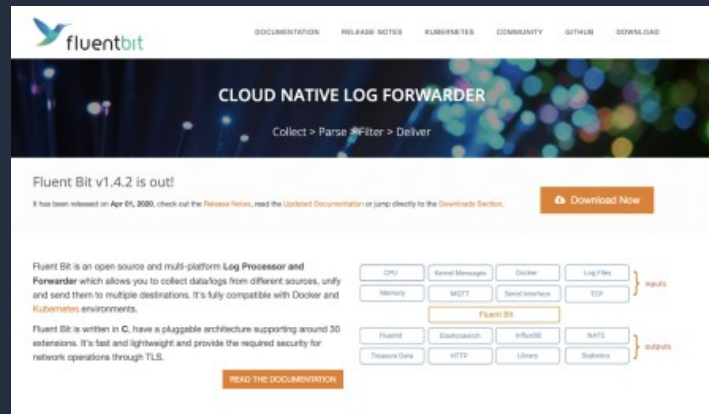 fluentbit
DOCUMENTATION RELEASE NOTES KUBERNETES COMMUNITY GITHUB DOWNLOAD
CLOUD NATIVE LOG FORWARDER
Collect > Parse > Filter > Deliver
Fluent Bit v1.4.2 is out!
It has been released on Apr 01, 2020, check out the Release Notes, read the Updated Documentation or jump directly to the Downloads Section.
Download Now
Fluent Bit is an open source and multi-platform Log Processor and
Forwarder which allows you to collect data/logs from different sources, unify
and send them to multiple destinations. It's fully compatible with Docker and
Kubernetes environments.
Fluent Bit is written in C, have a pluggable architecture supporting around 30
extensions. It's fast and lightweight and provide the required security for
network operations through TLS.
READ THE DOCUMENTATION
CPU Kernel Messages Docker Log Files
Memory MQTT Serial Interface TCP
inputs
Fluent Bit
Fluentd Elasticsearch InfluxDB NATS
Treasure Data HTTP Library Statistics
outputs